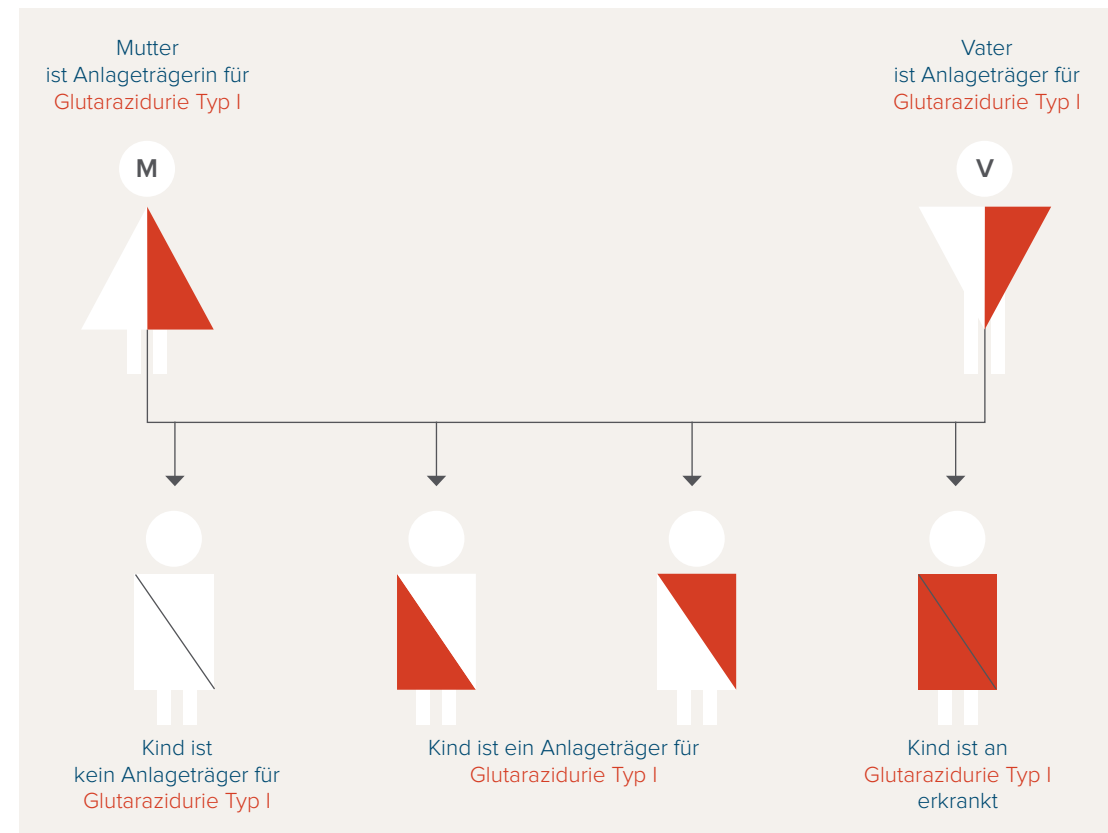 Mutter
ist Anlageträgerin für
Glutarazidurie Typ I
Vater
ist Anlageträger für
Glutarazidurie Typ I
M
V
Kind ist
kein Anlageträger für
Glutarazidurie Typ I
Kind ist ein Anlageträger für
Glutarazidurie Typ I
Kind ist an
Glutarazidurie Typ I
erkrankt